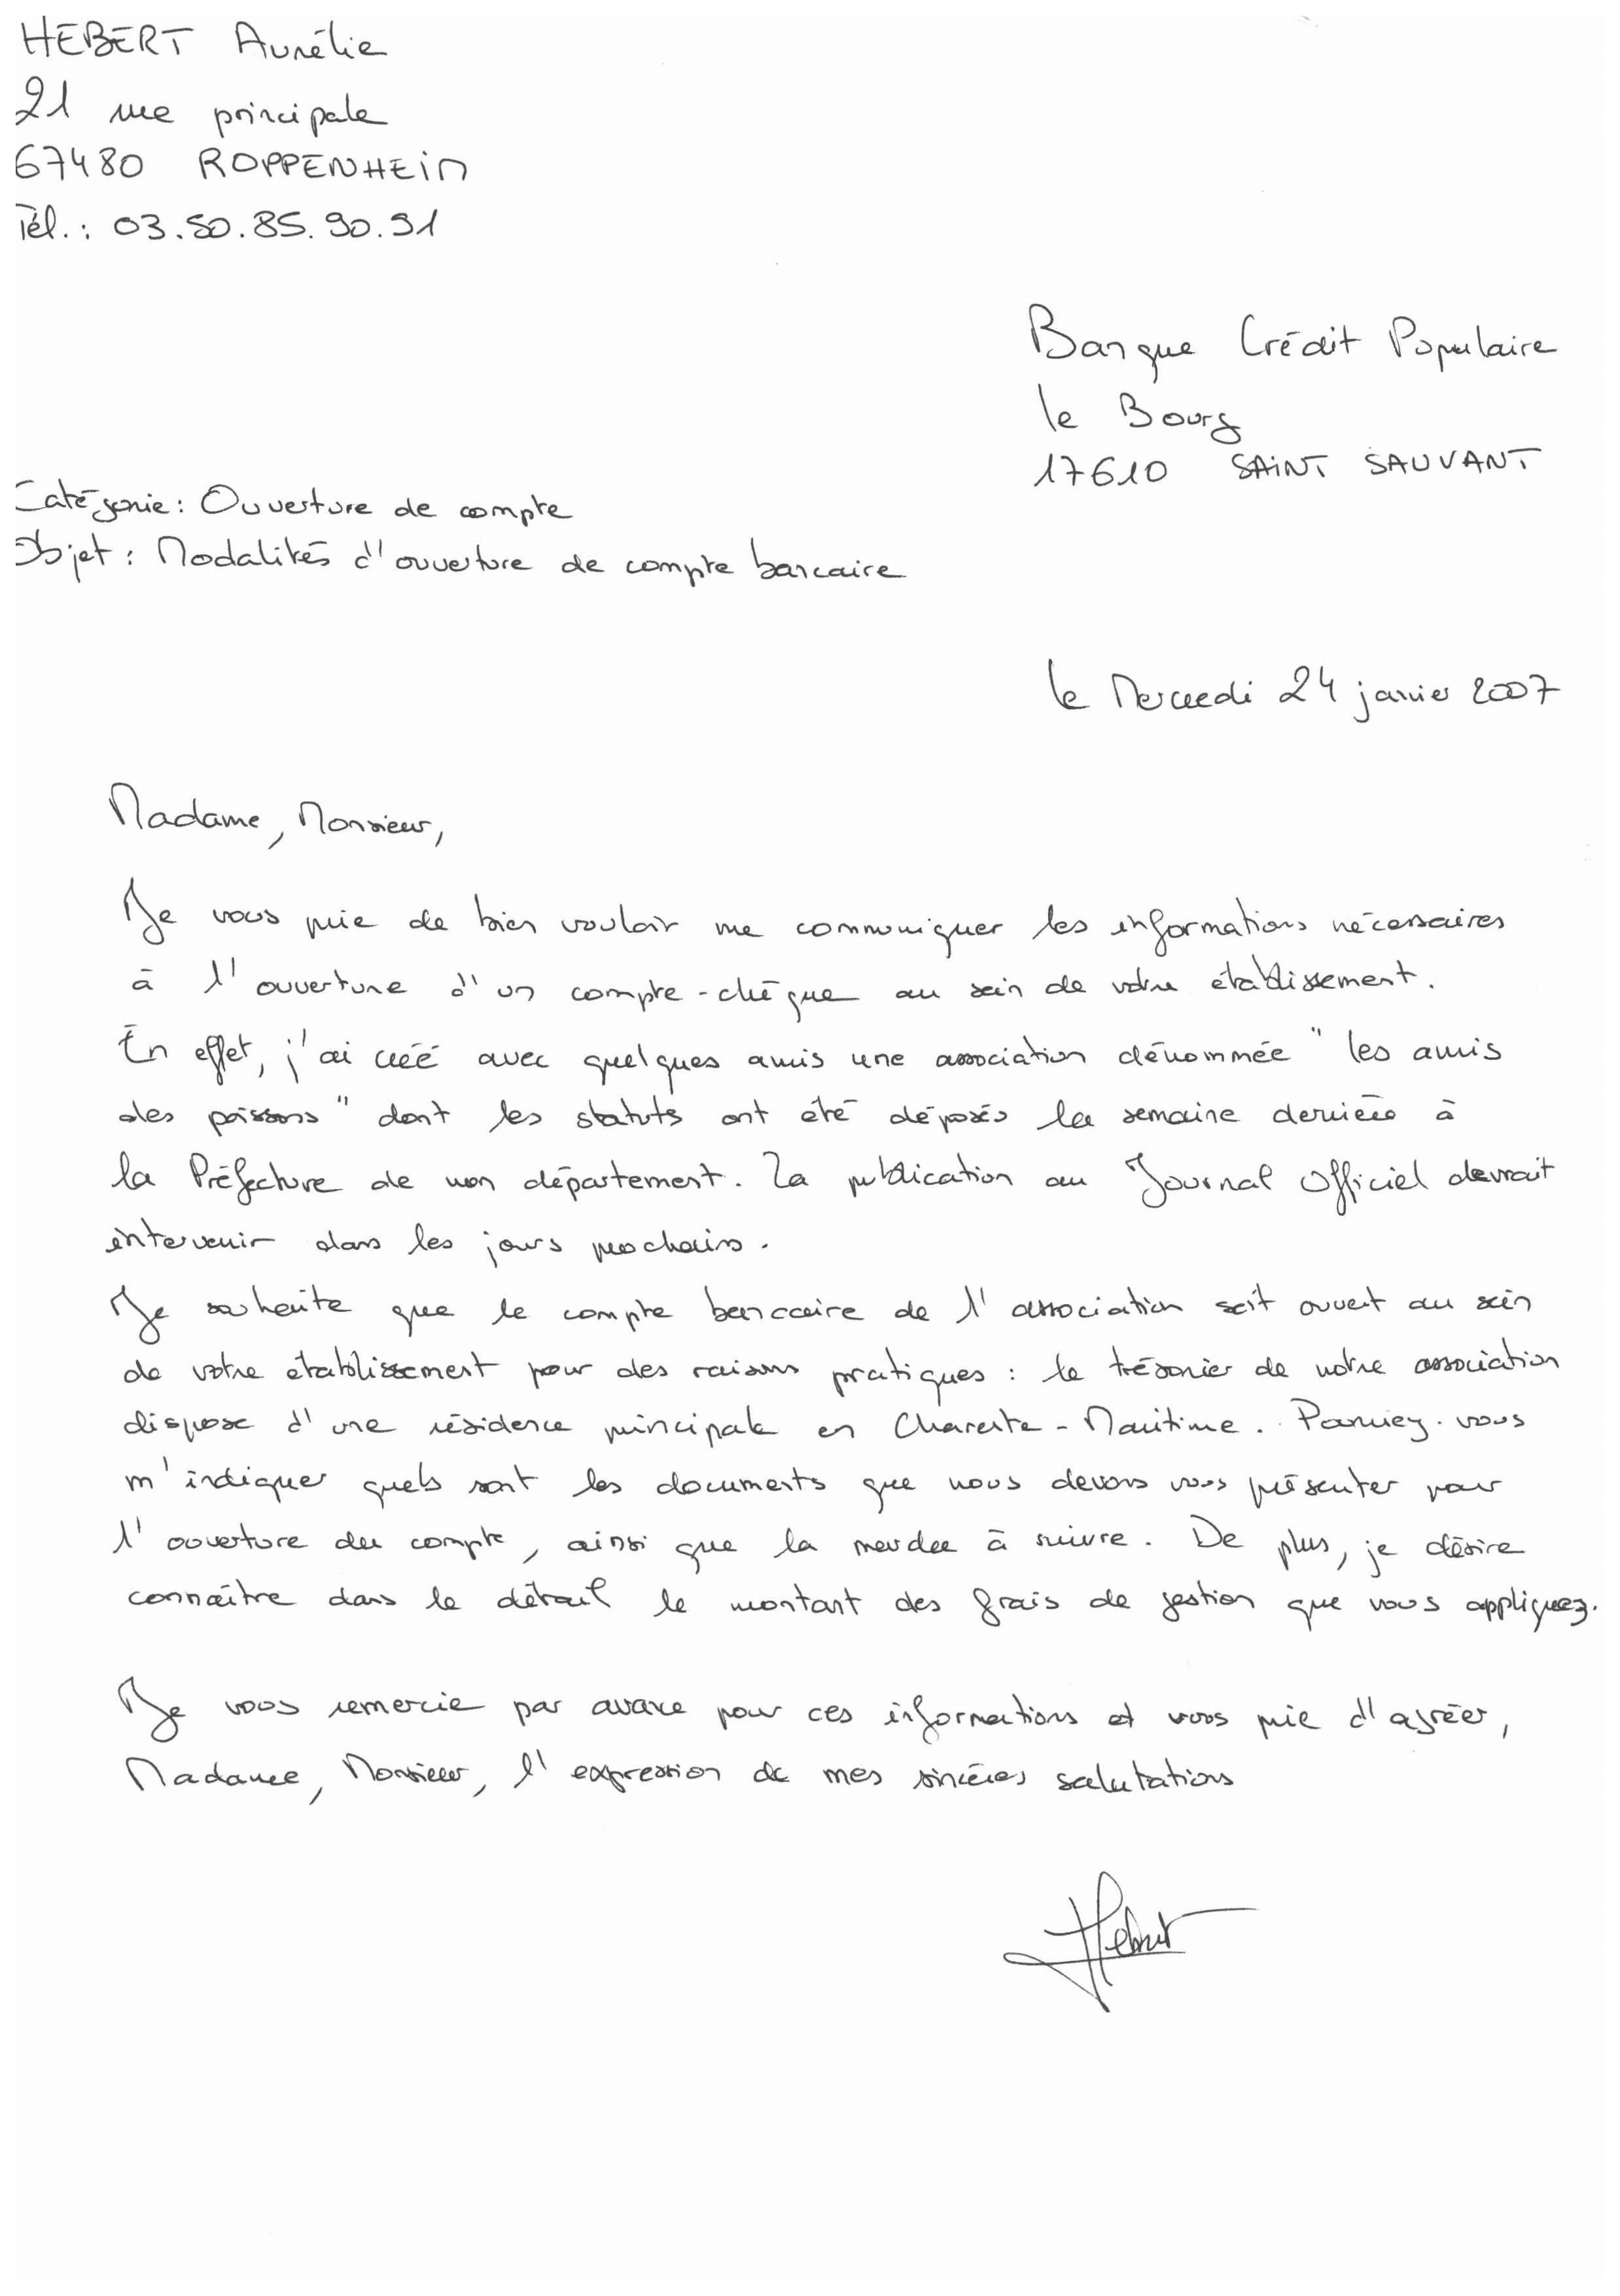 HEBERT Aurélie
21 rue principale
67480 ROPPENHEIM
Tél. : 03.50.85.90.91
Banque Crédit Populaire
le Bourg
17610 SAINT SAUVANT
Catégorie : Ouverture de compte
Objet : Modalités d'ouverture de compte bancaire
le Mercredi 24 janvier 2007
Madame, Monsieur,
Je vous prie de bien vouloir me communiquer les informations nécessaires
à l'ouverture d'un compte-chèque au sein de votre établissement.
En effet, j'ai créé avec quelques amis une association dénommée "les amis
des poissons" dont les statuts ont été déposés la semaine dernière à
la Préfecture de mon département. La publication au Journal Officiel devrait
intervenir dans les jours prochains.
Je souhaite que le compte bancaire de l'association soit ouvert au sein
de votre établissement pour des raisons pratiques : le trésorier de notre association
dispose d'une résidence principale en Charente-Maritime. Pourriez-vous
m'indiquer quels sont les documents que nous devons vous présenter pour
l'ouverture du compte, ainsi que la marche à suivre. De plus, je désire
connaître dans le détail le montant des frais de gestion que vous appliquez.
Je vous remercie par avance pour ces informations et vous prie d'agréer,
Madame, Monsieur, l'expression de mes sincères salutations
Hebert